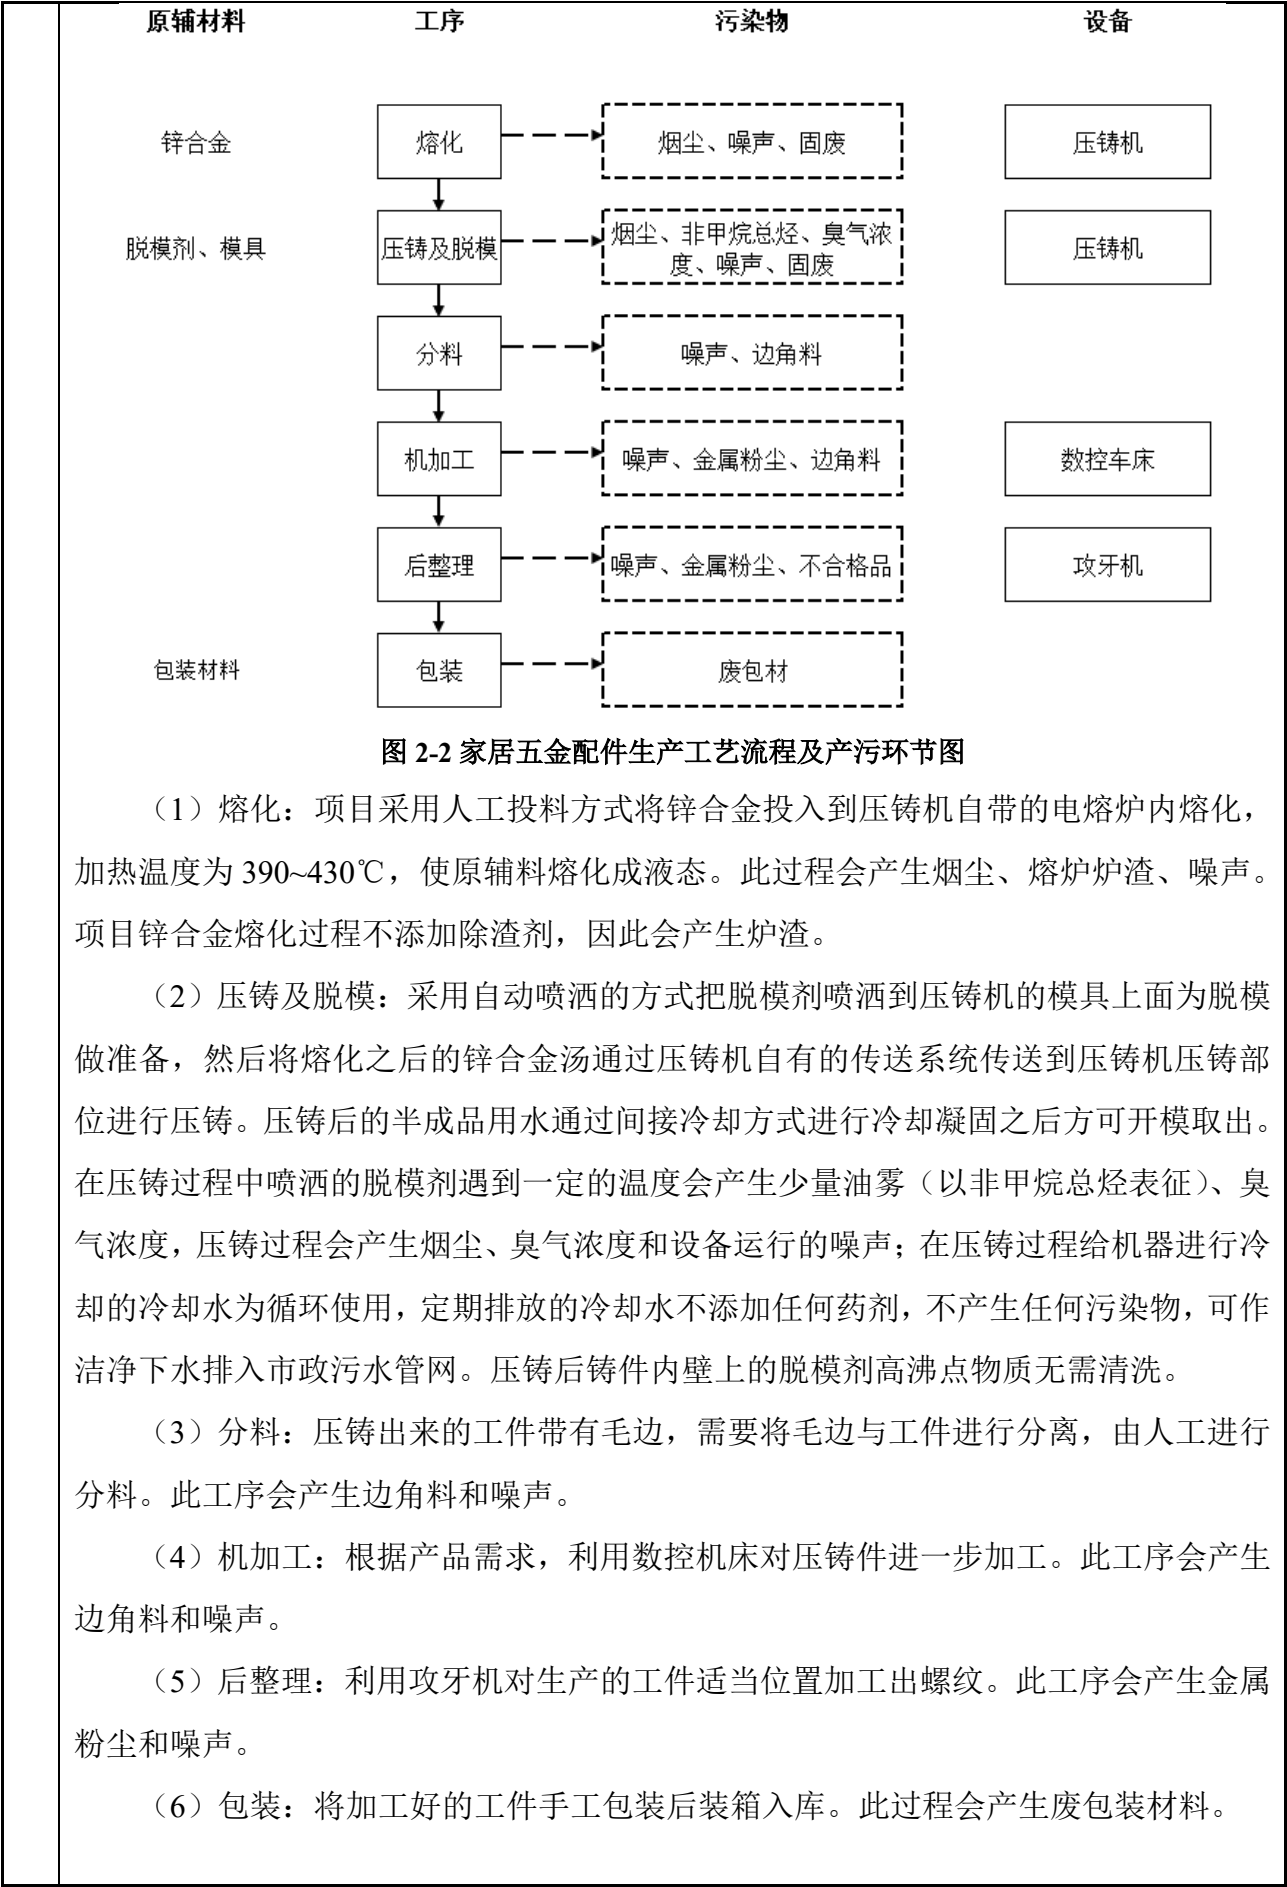 原辅材料 工序 污染物 设备
锌合金 熔化 烟尘、噪声、固废 压铸机
脱模剂、模具 压铸及脱模 烟尘、非甲烷总烃、臭气浓
度、噪声、固废 压铸机
分料 噪声、边角料
机加工 噪声、金属粉尘、边角料 数控车床
后整理 噪声、金属粉尘、不合格品 攻牙机
包装材料 包装 废包材
图 2-2 家居五金配件生产工艺流程及产污环节图
（1）熔化：项目采用人工投料方式将锌合金投入到压铸机自带的电熔炉内熔化，
加热温度为 390~430℃，使原辅料熔化成液态。此过程会产生烟尘、熔炉炉渣、噪声。
项目锌合金熔化过程不添加除渣剂，因此会产生炉渣。
（2）压铸及脱模：采用自动喷洒的方式把脱模剂喷洒到压铸机的模具上面为脱模
做准备，然后将熔化之后的锌合金汤通过压铸机自有的传送系统传送到压铸机压铸部
位进行压铸。压铸后的半成品用水通过间接冷却方式进行冷却凝固之后方可开模取出。
在压铸过程中喷洒的脱模剂遇到一定的温度会产生少量油雾（以非甲烷总烃表征）、臭
气浓度，压铸过程会产生烟尘、臭气浓度和设备运行的噪声；在压铸过程给机器进行冷
却的冷却水为循环使用，定期排放的冷却水不添加任何药剂，不产生任何污染物，可作
洁净下水排入市政污水管网。压铸后铸件内壁上的脱模剂高沸点物质无需清洗。
（3）分料：压铸出来的工件带有毛边，需要将毛边与工件进行分离，由人工进行
分料。此工序会产生边角料和噪声。
（4）机加工：根据产品需求，利用数控机床对压铸件进一步加工。此工序会产生
边角料和噪声。
（5）后整理：利用攻牙机对生产的工件适当位置加工出螺纹。此工序会产生金属
粉尘和噪声。
（6）包装：将加工好的工件手工包装后装箱入库。此过程会产生废包装材料。